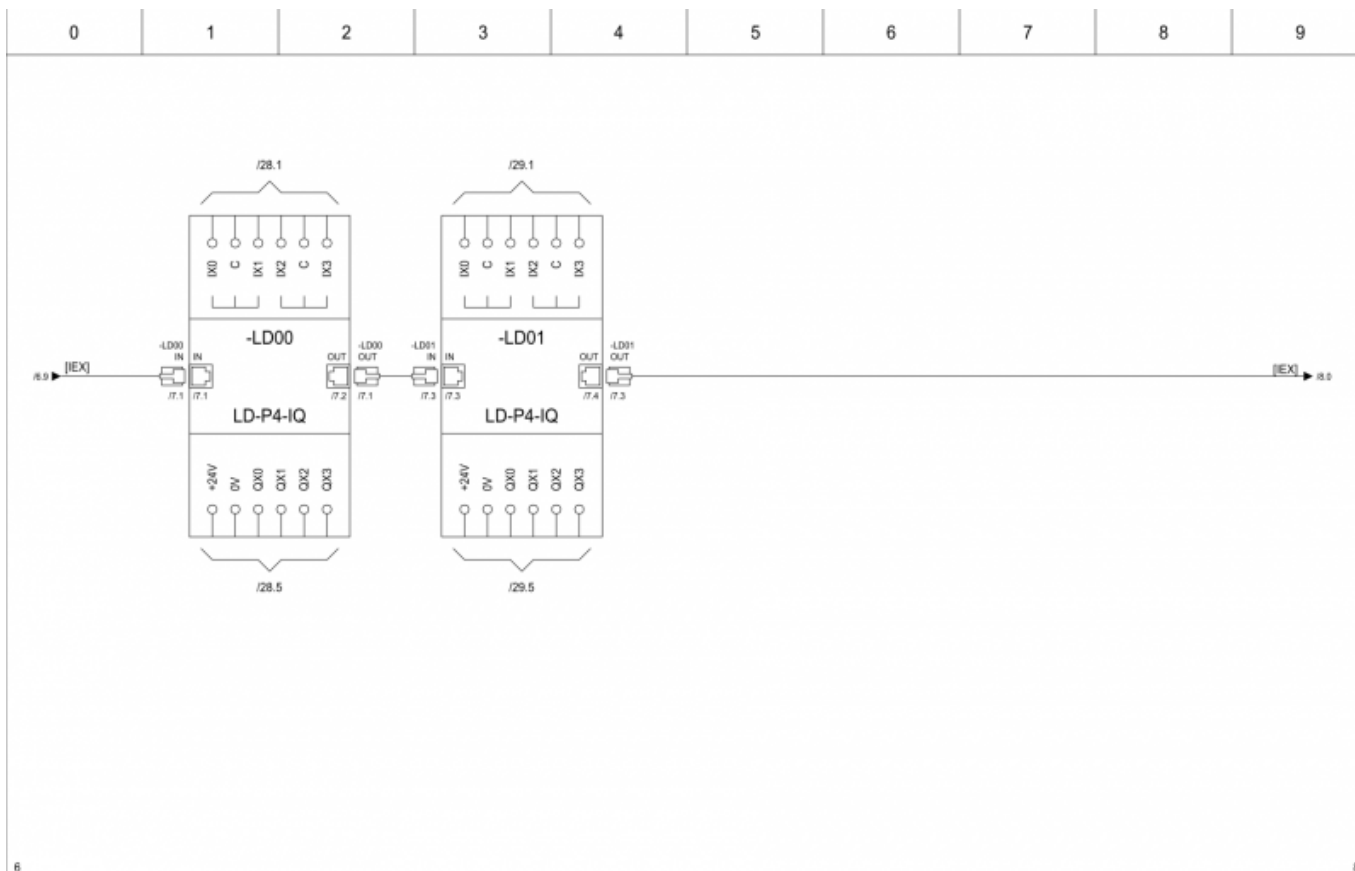 0 1 2 3 4 5 6 7 8 9
/28.1 /29.1
IX0 C IX1 IX2 C IX3 IX0 C IX1 IX2 C IX3
-LD00 -LD01
-LD00 -LD00 -LD01 -LD01
IN IN OUT OUT IN IN OUT OUT
/6.9 [IEX] [IEX] /8.0
/7.1 /7.1 /7.2 /7.1 /7.3 /7.3 /7.4 /7.3
LD-P4-IQ LD-P4-IQ
+24V 0V QX0 QX1 QX2 QX3 +24V 0V QX0 QX1 QX2 QX3
/28.5 /29.5
6